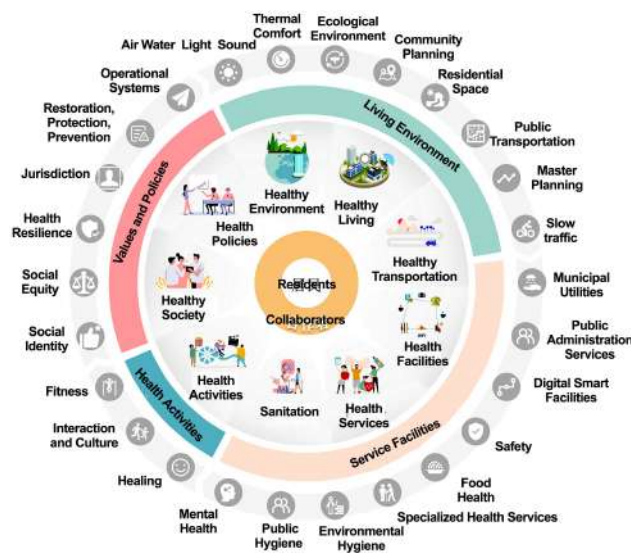 Thermal
Comfort
Ecological
Environment
Air Water Light Sound
Community
Planning
Operational
Systems
Residential
Space
Restoration,
Protection,
Prevention
Public
Transportation
Jurisdiction
Master
Planning
Health
Resilience
Slow
traffic
Social
Equity
Municipal
Utilities
Social
Identity
Public
Administration
Services
Fitness
Digital Smart
Facilities
Interaction
and Culture
Safety
Healing
Food
Health
Mental
Health
Public
Hygiene
Environmental
Hygiene
Specialized Health Services
Living Environment
Values and Policies
Health Activities
Service Facilities
Healthy
Environment
Healthy
Living
Health
Policies
Healthy
Transportation
Healthy
Society
Health
Facilities
Health
Activities
Sanitation
Health
Services
Residents
Collaborators